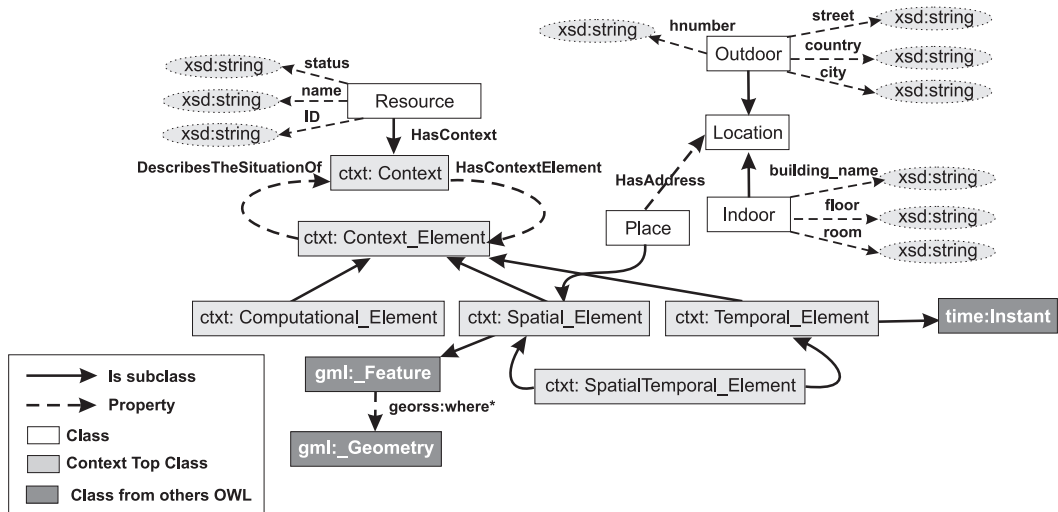 street
hnumber
xsd:string
xsd:string
Outdoor
country
xsd:string
city
xsd:string
status
xsd:string
name
xsd:string
Resource
ID
xsd:string
HasContext
Location
DescribesTheSituationOf
HasContextElement
ctxt: Context
HasAddress
building_name
xsd:string
floor
xsd:string
Indoor
room
xsd:string
Place
ctxt: Context_Element
ctxt: Computational_Element
ctxt: Spatial_Element
ctxt: Temporal_Element
time:Instant
gml:_Feature
ctxt: SpatialTemporal_Element
georss:where*
gml:_Geometry
Is subclass
Property
Class
Context Top Class
Class from others OWL